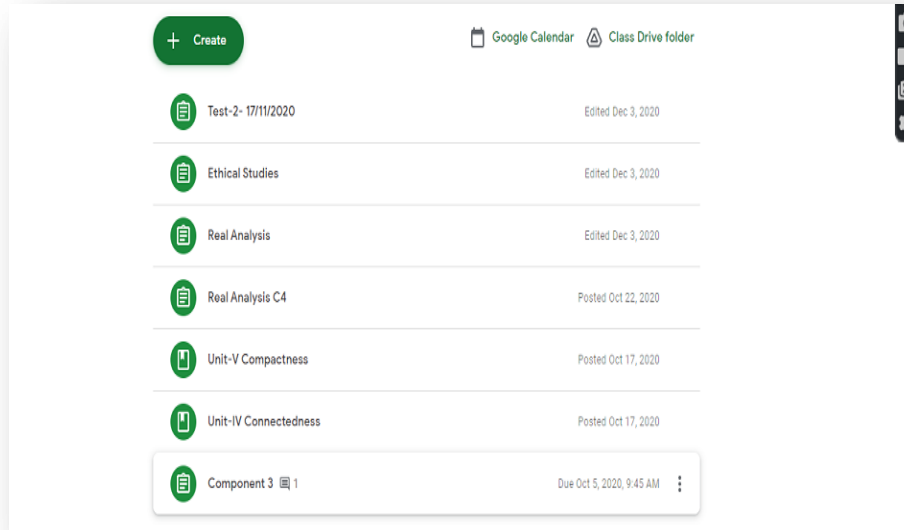 + Create
Google Calendar
Class Drive folder
Test-2- 17/11/2020
Edited Dec 3, 2020
Ethical Studies
Edited Dec 3, 2020
Real Analysis
Edited Dec 3, 2020
Real Analysis C4
Posted Oct 22, 2020
Unit-V Compactness
Posted Oct 17, 2020
Unit-IV Connectedness
Posted Oct 17, 2020
Component 3 1
Due Oct 5, 2020, 9:45 AM